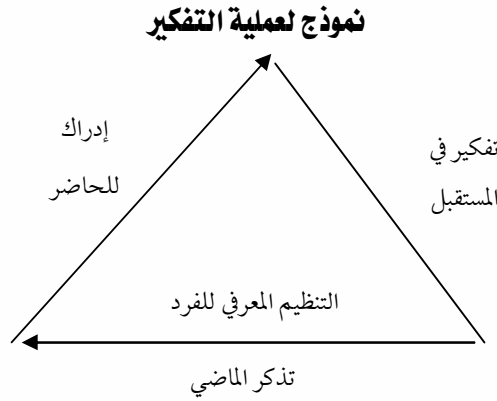 نموذج لعملية التفكير
إدراك
للحاضر
تفكير في
المستقبل
التنظيم المعرفي للفرد
تذكر الماضي